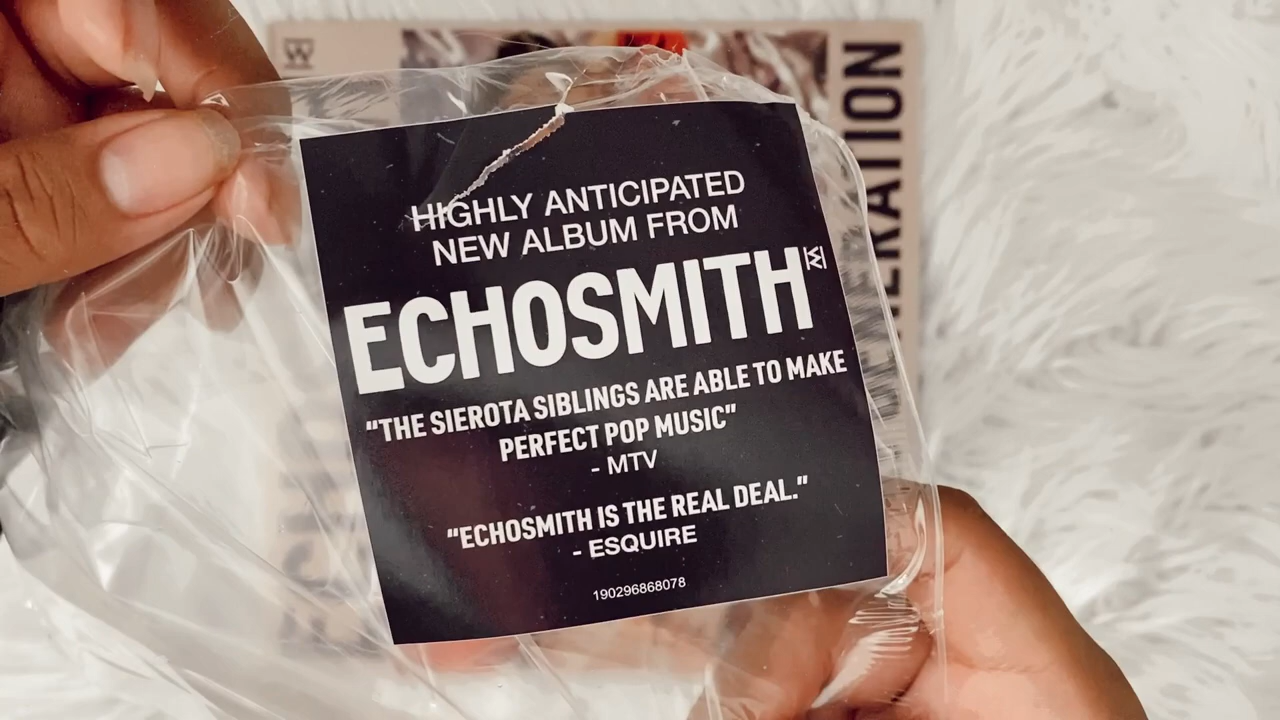 HIGHLY ANTICIPATED
NEW ALBUM FROM
ECHOSMITH
“THE SIEROTA SIBLINGS ARE ABLE TO MAKE
PERFECT POP MUSIC”
- MTV
“ECHOSMITH IS THE REAL DEAL.”
- ESQUIRE
190296868078